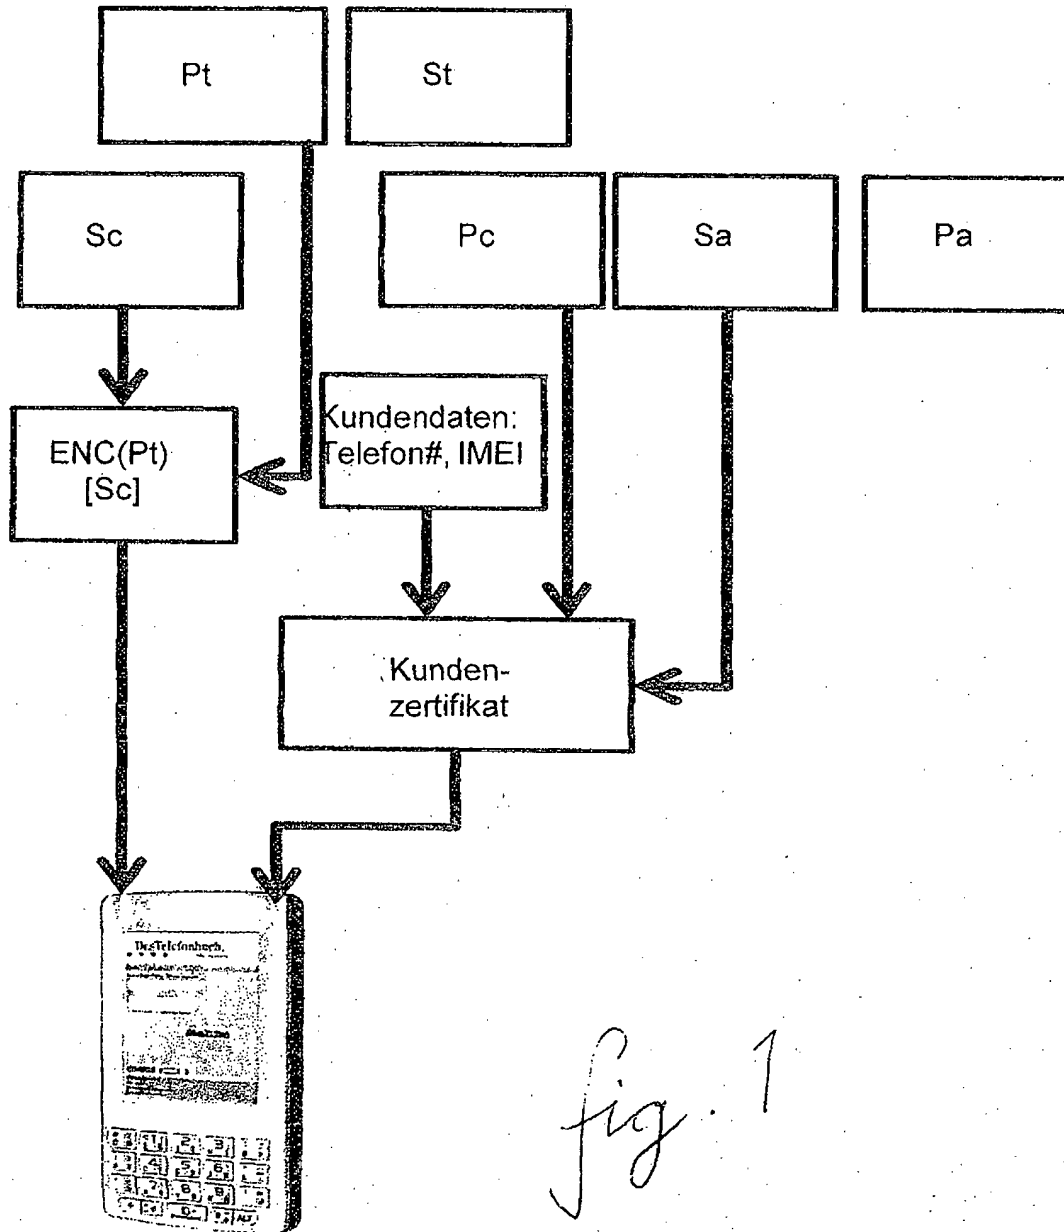 Pt
St
Sc
Pc
Sa
Pa
ENC(Pt)
[Sc]
Kundendaten:
Telefon#, IMEI
Kunden-
zertifikat
DasTelefonbuch.
fig. 1